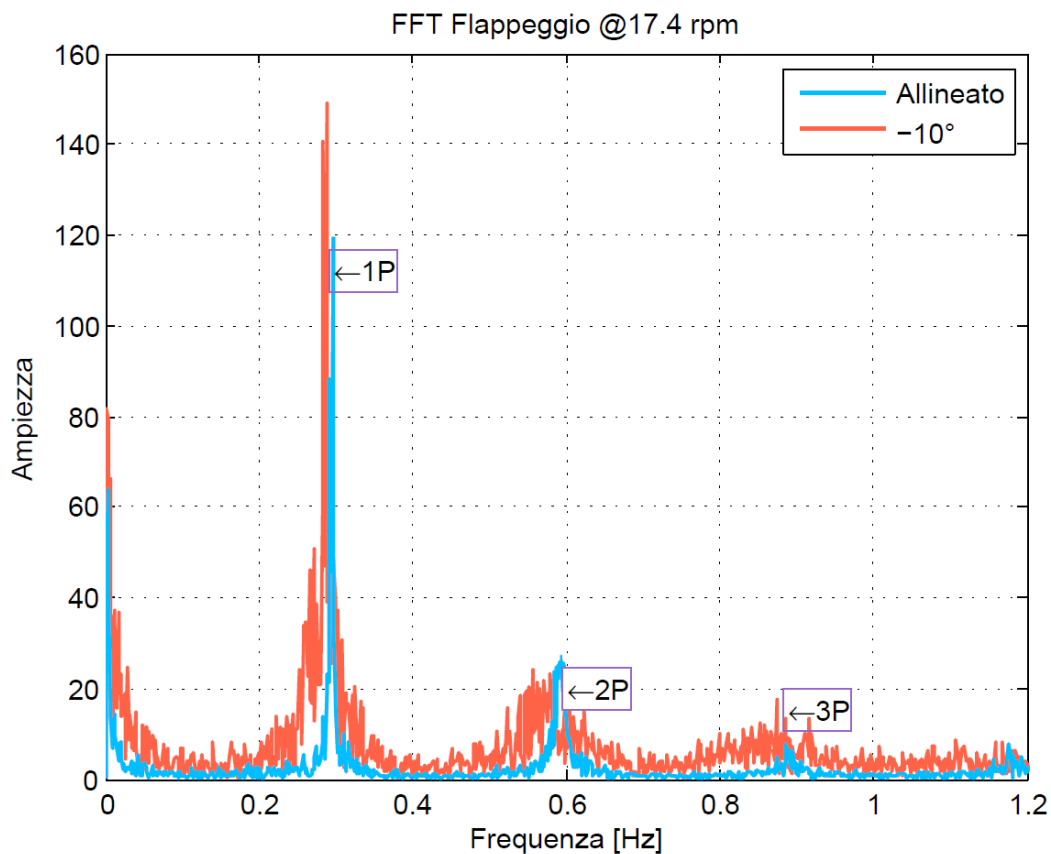 FFT Flappeggio @17.4 rpm
160
140
120
100
80
60
40
20
0
Ampiezza
Allineato
−10°
←1P
←2P
←3P
0
0.2
0.4
0.6
0.8
1
1.2
Frequenza [Hz]